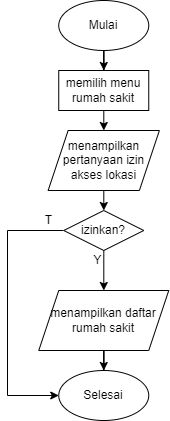 Mulai
memilih menu
rumah sakit
menampilkan
pertanyaan izin
akses lokasi
T
izinkan?
Y
menampilkan daftar
rumah sakit
Selesai